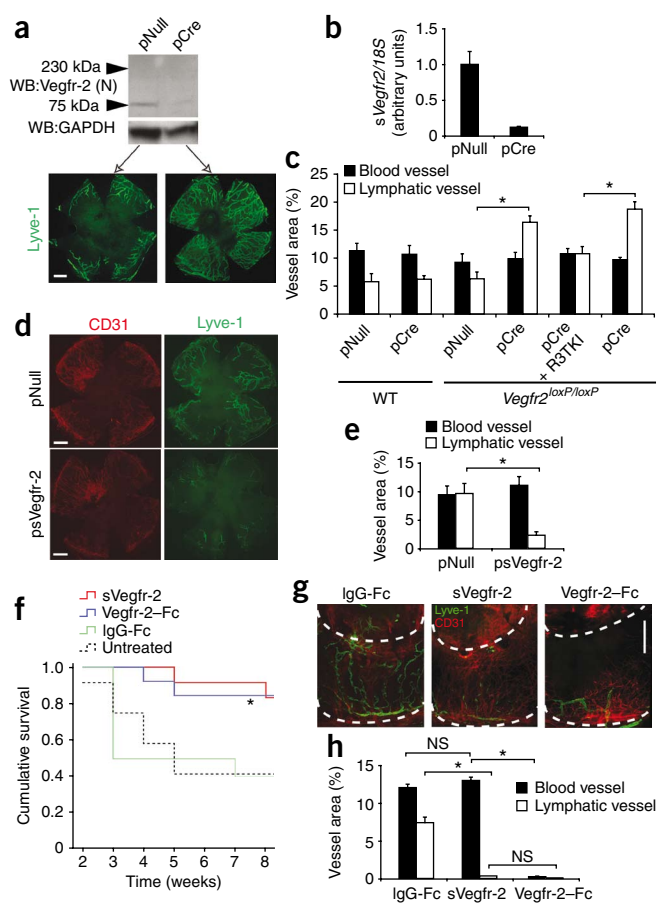 a
pNull
pCre
230 kDa
WB:Vegfr-2 (N)
75 kDa
WB:GAPDH
Lyve-1
b
sVegfr2/18S
(arbitrary units)
1.5
1.0
0.5
0
pNull
pCre
c
Blood vessel
Lymphatic vessel
Vessel area (%)
25
20
15
10
5
0
*
*
pNull
pCre
pNull
pCre
pCre
+ R3TKI
pCre
WT
Vegfr2loxP/loxP
d
CD31
Lyve-1
pNull
psVegfr-2
e
Blood vessel
Lymphatic vessel
Vessel area (%)
15
10
5
0
*
pNull
psVegfr-2
f
sVegfr-2
Vegfr-2–Fc
IgG-Fc
Untreated
Cumulative survival
1.0
0.8
0.6
0.4
0.2
0
*
2 3 4 5 6 7 8
Time (weeks)
g
IgG-Fc
sVegfr-2
Vegfr-2–Fc
Lyve-1
CD31
h
NS
*
*
Blood vessel
Lymphatic vessel
NS
Vessel area (%)
15
10
5
0
IgG-Fc
sVegfr-2
Vegfr-2–Fc